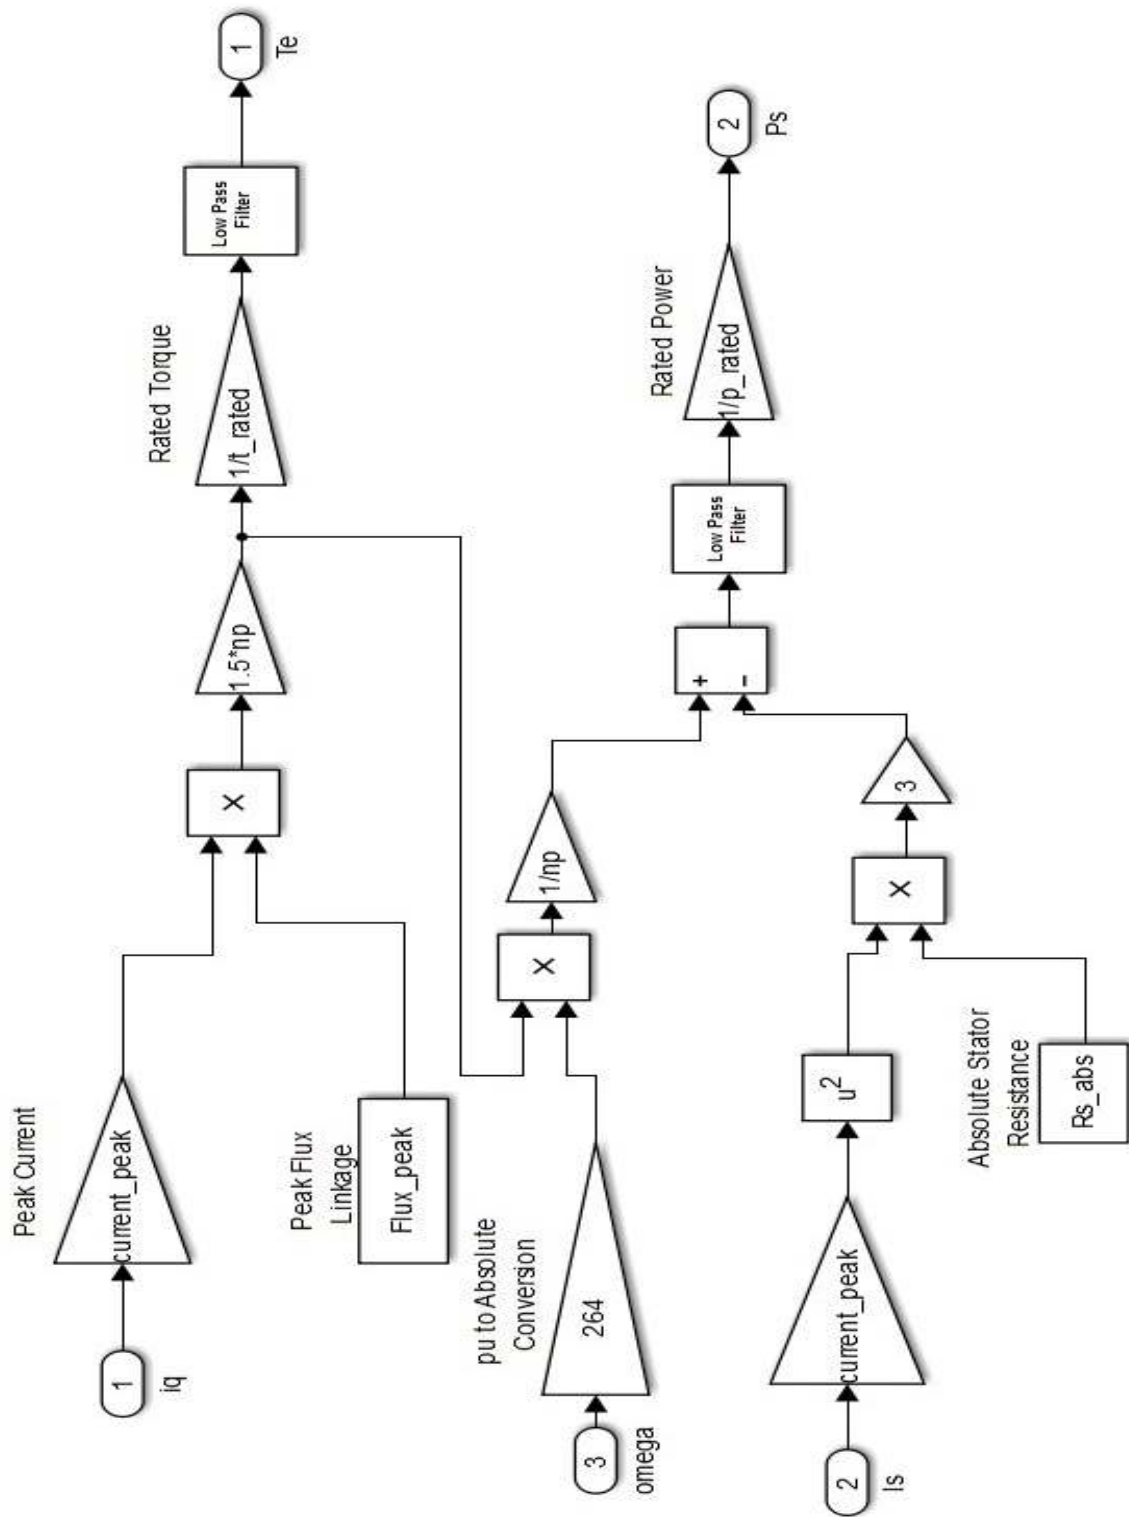 Peak Current
1
iq
current_peak
Peak Flux
Linkage
Flux_peak
X
1.5*np
Rated Torque
1/t_rated
Low Pass
Filter
1
Te
pu to Absolute
Conversion
3
omega
264
X
1/np
+
-
Low Pass
Filter
Rated Power
1/p_rated
2
Ps
2
Is
current_peak
u²
Absolute Stator
Resistance
Rs_abs
X
3